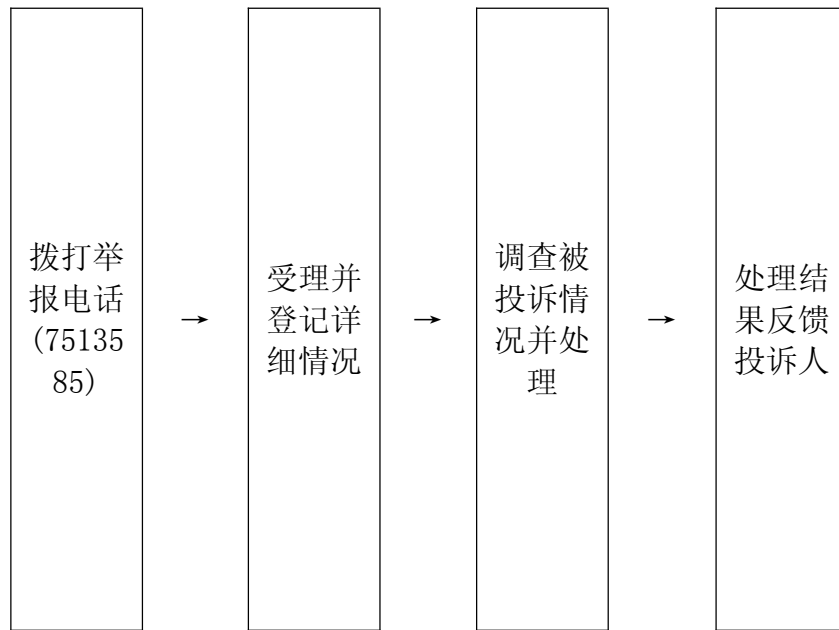 拨打举
报电话
(75135
85)
→
受理并
登记详
细情况
→
调查被
投诉情
况并处
理
→
处理结
果反馈
投诉人